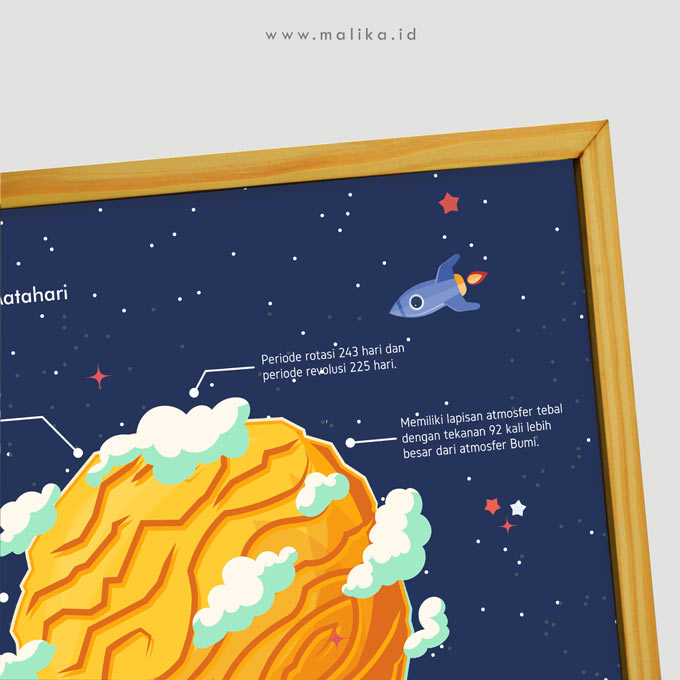 www.malika.id
Periode rotasi 243 hari dan
periode revolusi 225 hari.
Memiliki lapisan atmosfer tebal
dengan tekanan 92 kali lebih
besar dari atmosfer Bumi.